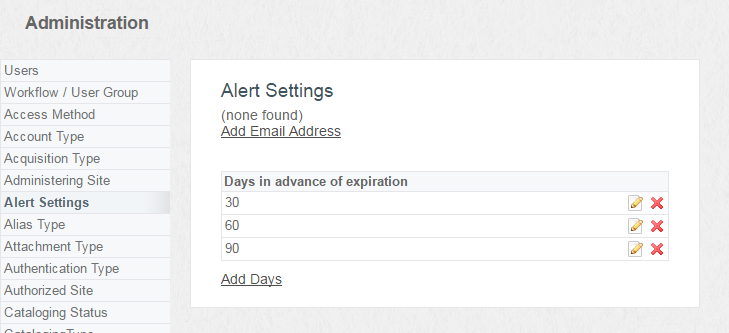 Administration
Users
Workflow / User Group
Access Method
Account Type
Acquisition Type
Administering Site
Alert Settings
Alias Type
Attachment Type
Authentication Type
Authorized Site
Cataloging Status
CatalogingType
Alert Settings
(none found)
Add Email Address
Days in advance of expiration
30
60
90
Add Days